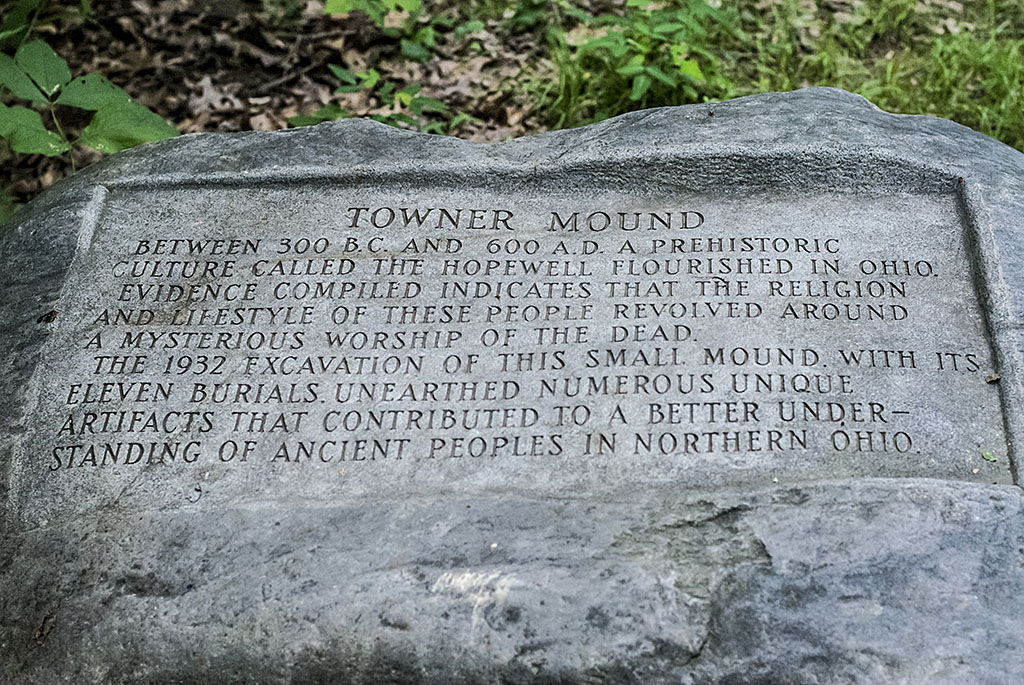 TOWNER MOUND
BETWEEN 300 B.C. AND 600 A.D. A PREHISTORIC
CULTURE CALLED THE HOPEWELL FLOURISHED IN OHIO.
EVIDENCE COMPILED INDICATES THAT THE RELIGION
AND LIFESTYLE OF THESE PEOPLE REVOLVED AROUND
A MYSTERIOUS WORSHIP OF THE DEAD.
THE 1932 EXCAVATION OF THIS SMALL MOUND, WITH ITS
ELEVEN BURIALS, UNEARTHED NUMEROUS UNIQUE
ARTIFACTS THAT CONTRIBUTED TO A BETTER UNDER-
STANDING OF ANCIENT PEOPLES IN NORTHERN OHIO.